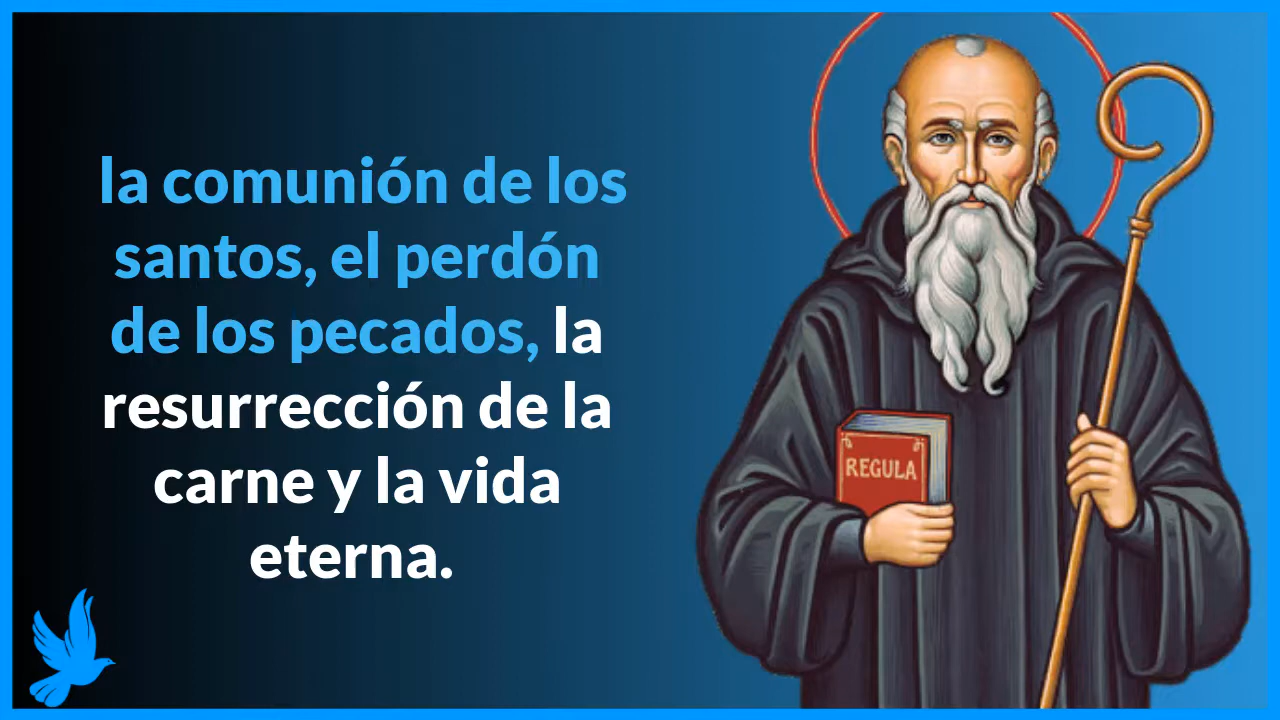 la comunión de los
santos, el perdón
de los pecados, la
resurrección de la
carne y la vida
eterna.
REGULA